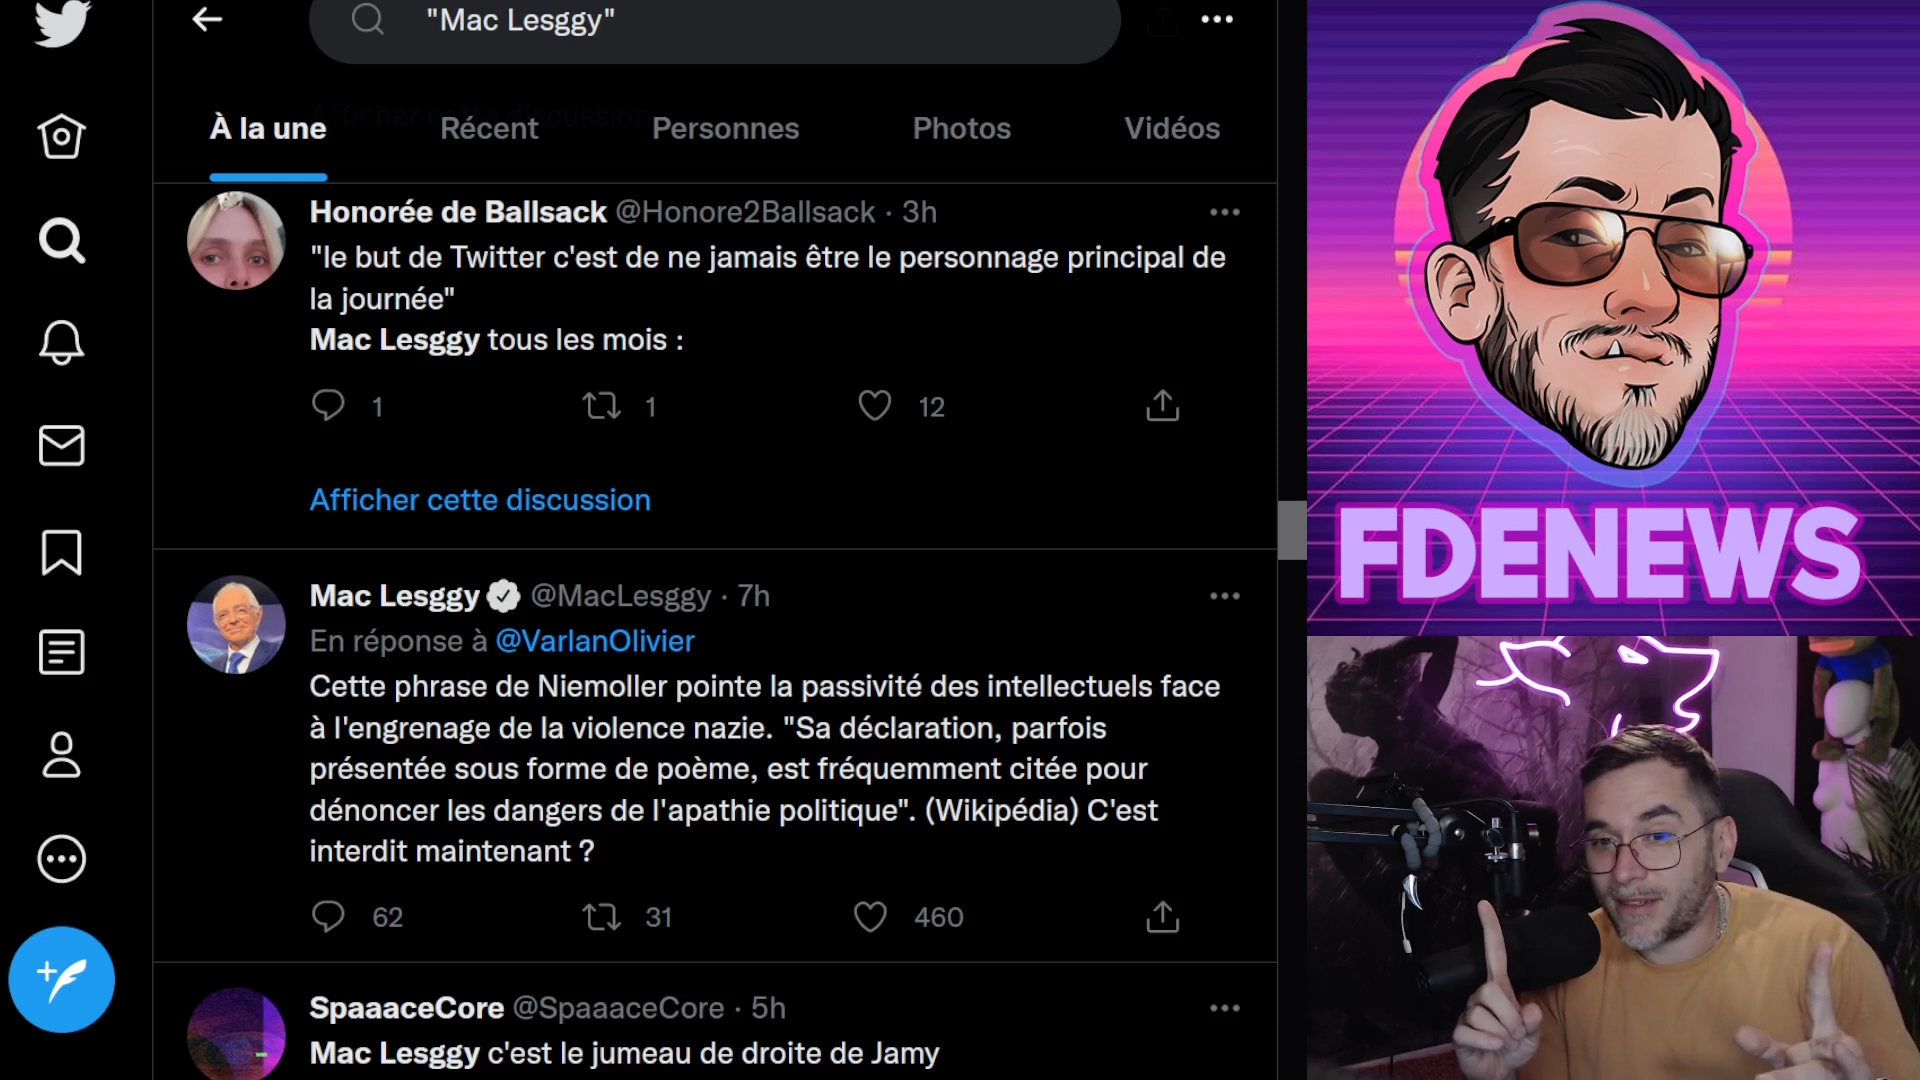 "Mac Lesggy"
À la une
Récent
Personnes
Photos
Vidéos
Honorée de Ballsack @Honore2Ballsack · 3h
"le but de Twitter c'est de ne jamais être le personnage principal de
la journée"
Mac Lesggy tous les mois :
1
1
12
Afficher cette discussion
Mac Lesggy @MacLesggy · 7h
En réponse à @VarlanOlivier
Cette phrase de Niemoller pointe la passivité des intellectuels face
à l'engrenage de la violence nazie. "Sa déclaration, parfois
présentée sous forme de poème, est fréquemment citée pour
dénoncer les dangers de l'apathie politique". (Wikipédia) C'est
interdit maintenant ?
62
31
460
SpaaaceCore @SpaaaceCore · 5h
Mac Lesggy c'est le jumeau de droite de Jamy
FDENEWS